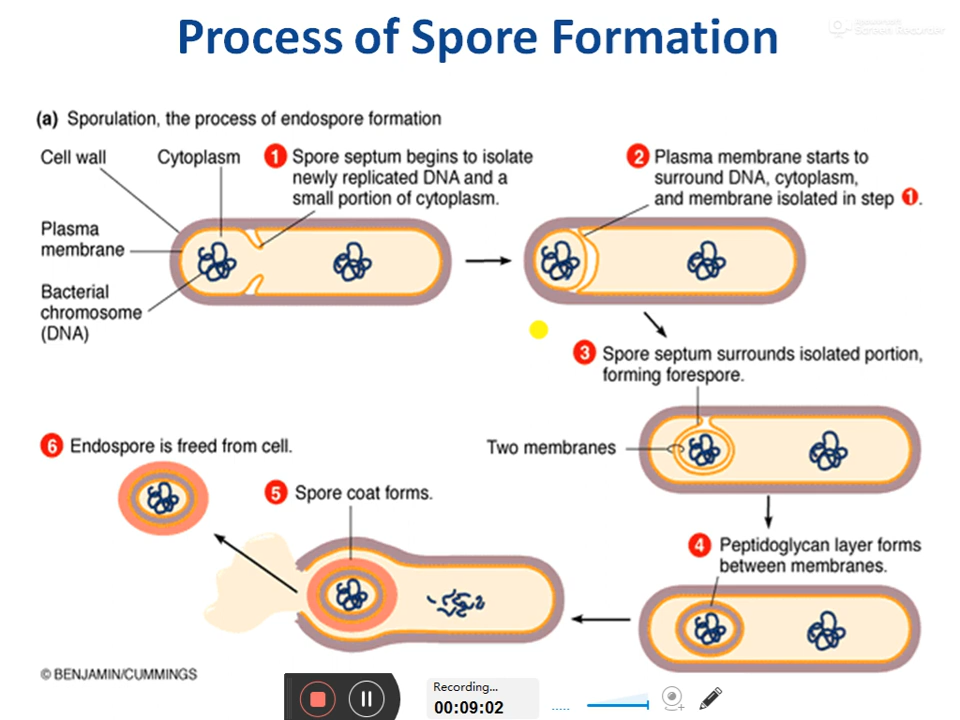 Process of Spore Formation
Screen Recorder
(a) Sporulation, the process of endospore formation
Cell wall
Cytoplasm
1 Spore septum begins to isolate
newly replicated DNA and a
small portion of cytoplasm.
2 Plasma membrane starts to
surround DNA, cytoplasm,
and membrane isolated in step 1.
Plasma
membrane
Bacterial
chromosome
(DNA)
3 Spore septum surrounds isolated portion,
forming forespore.
Two membranes
6 Endospore is freed from cell.
5 Spore coat forms.
4 Peptidoglycan layer forms
between membranes.
© BENJAMIN/CUMMINGS
Recording...
00:09:02